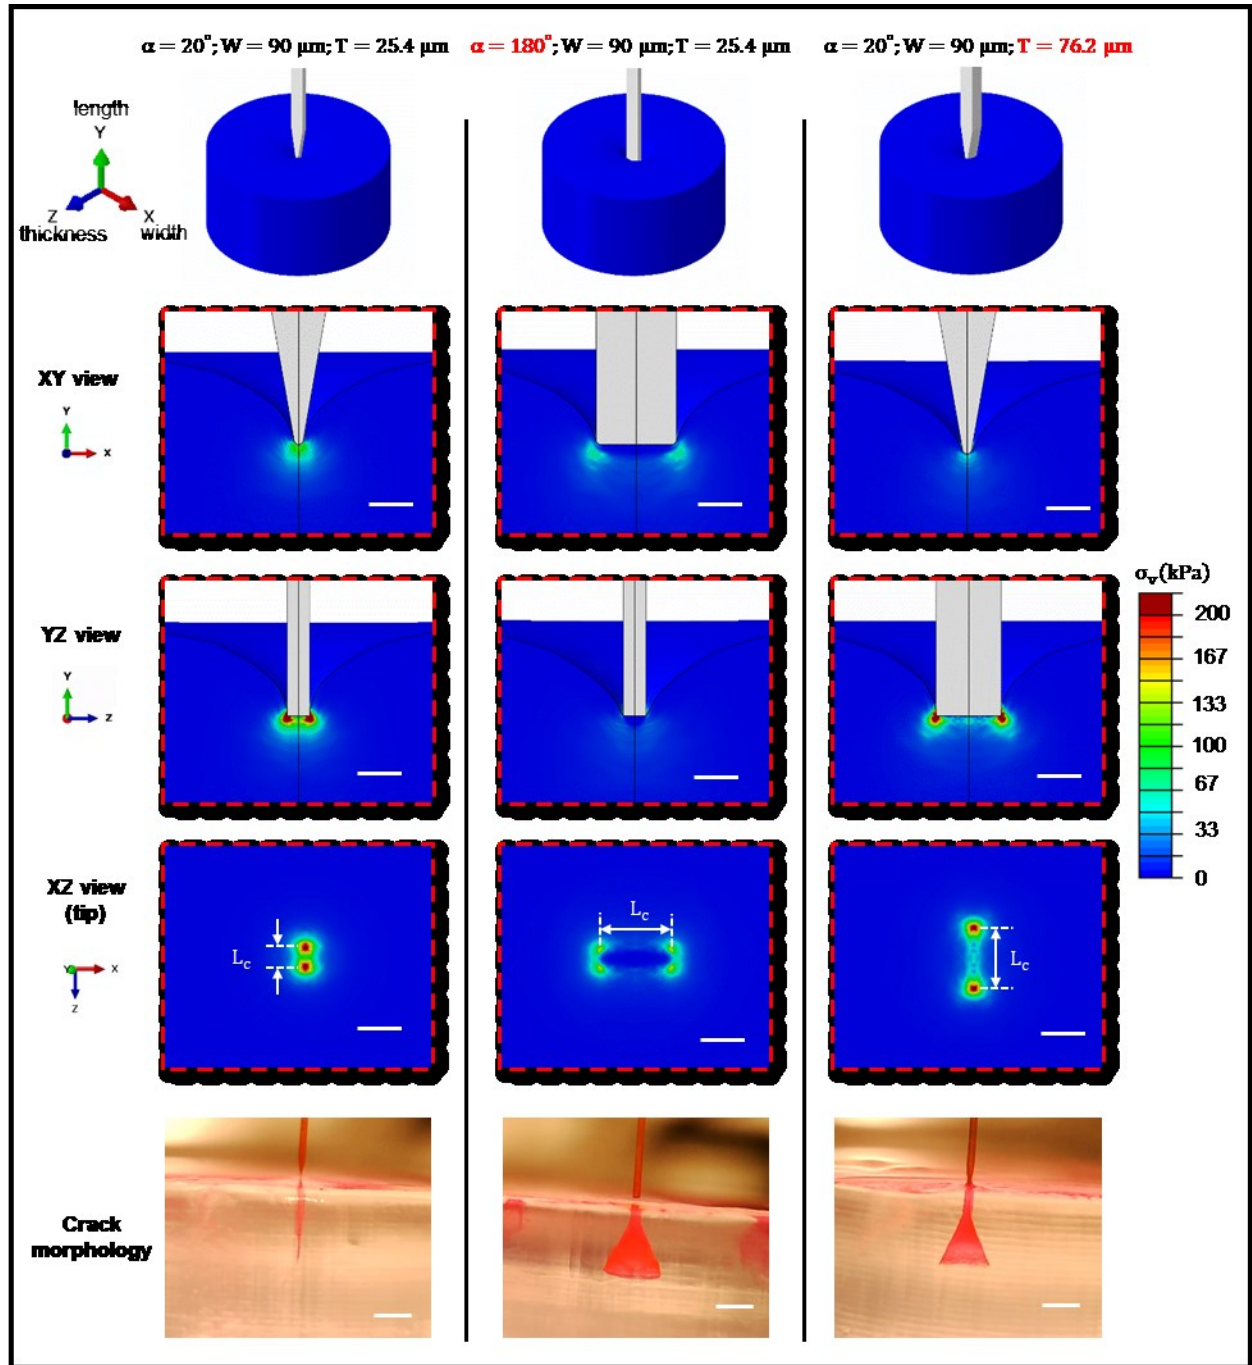 α = 20°; W = 90 μm; T = 25.4 μm
α = 180°; W = 90 μm; T = 25.4 μm
α = 20°; W = 90 μm; T = 76.2 μm
length
Y
Z
X
thickness
width
XY view
Y
X
YZ view
Y
Z
σv(kPa)
200
167
133
100
67
33
0
XZ view
(tip)
Y
X
Z
Lc
Lc
Lc
Crack
morphology